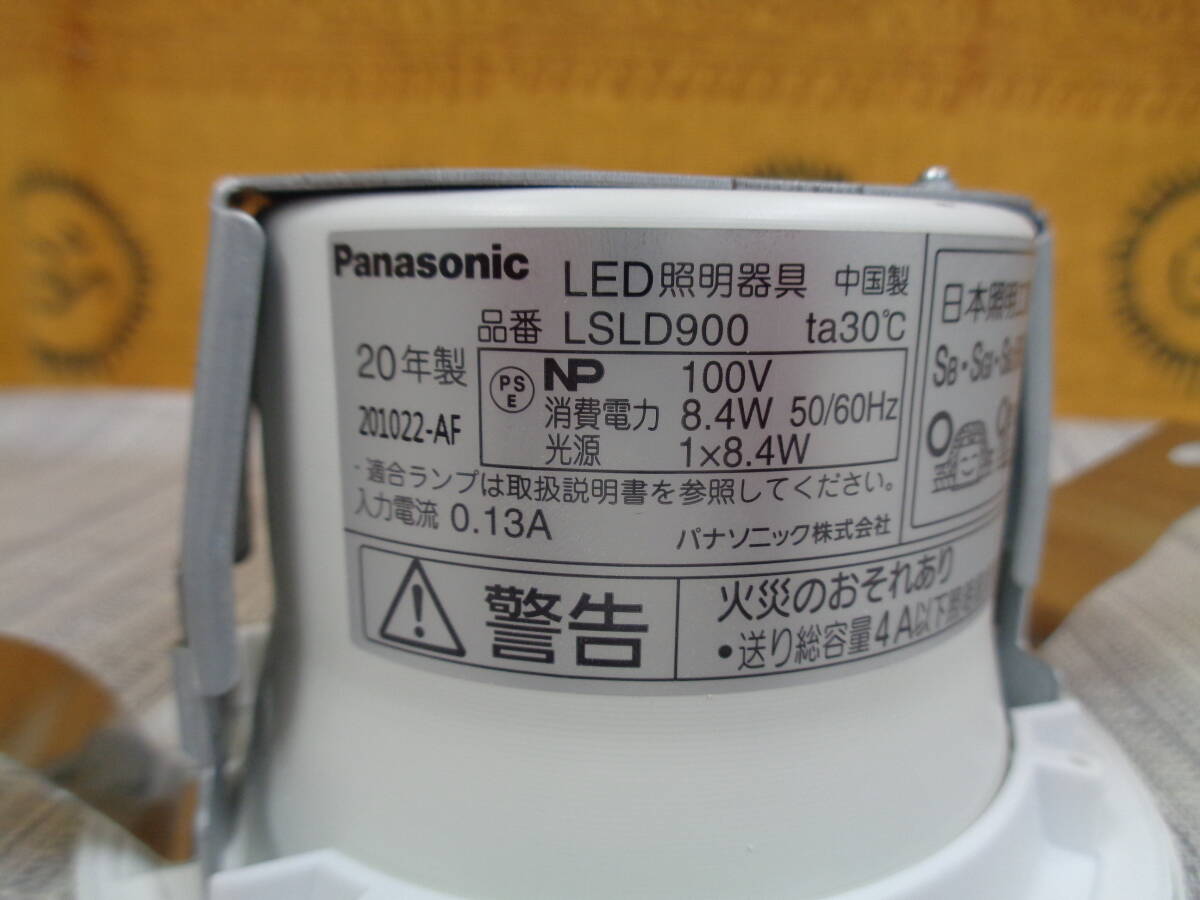 Panasonic
LED照明器具 中国製
品番 LSLD900 ta30℃
20年製
201022-AF
PSE NP 100V
消費電力 8.4W 50/60Hz
光源 1×8.4W
・適合ランプは取扱説明書を参照してください。
入力電流 0.13A
パナソニック株式会社
日本照明工
SB・SGI・
警告
火災のおそれあり
•送り総容量4A以下